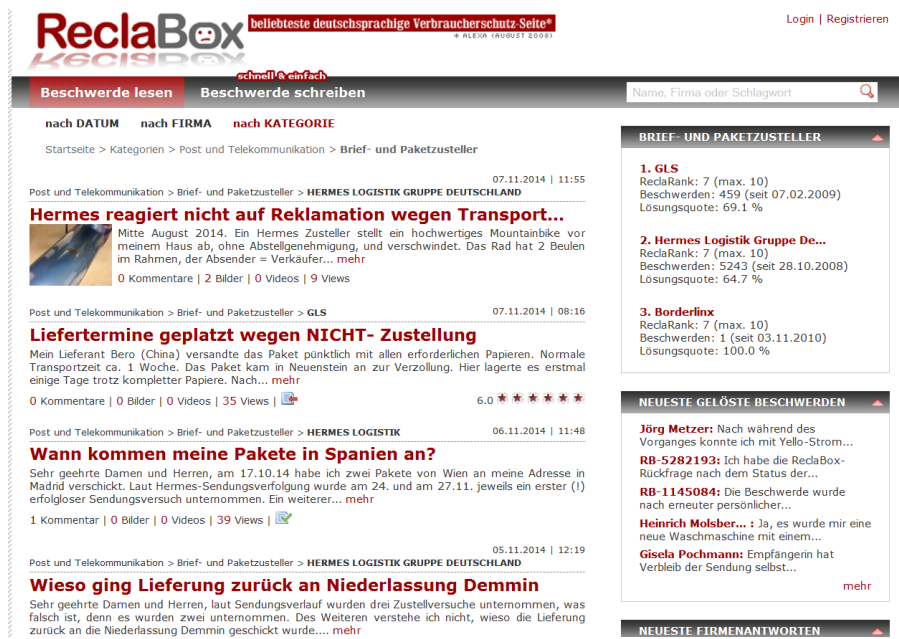 ReclaBox
beliebteste deutschsprachige Verbraucherschutz-Seite*
* ALEXA (AUGUST 2008)
Login | Registrieren
schnell & einfach
Beschwerde lesen Beschwerde schreiben
Name, Firma oder Schlagwort
nach DATUM nach FIRMA nach KATEGORIE
Startseite > Kategorien > Post und Telekommunikation > Brief- und Paketzusteller
07.11.2014 | 11:55
Post und Telekommunikation > Brief- und Paketzusteller > HERMES LOGISTIK GRUPPE DEUTSCHLAND
Hermes reagiert nicht auf Reklamation wegen Transport...
Mitte August 2014. Ein Hermes Zusteller stellt ein hochwertiges Mountainbike vor
meinem Haus ab, ohne Abstellgenehmigung, und verschwindet. Das Rad hat 2 Beulen
im Rahmen, der Absender = Verkäufer... mehr
0 Kommentare | 2 Bilder | 0 Videos | 9 Views
Post und Telekommunikation > Brief- und Paketzusteller > GLS 07.11.2014 | 08:16
Liefertermine geplatzt wegen NICHT- Zustellung
Mein Lieferant Bero (China) versandte das Paket pünktlich mit allen erforderlichen Papieren. Normale
Transportzeit ca. 1 Woche. Das Paket kam in Neuenstein an zur Verzollung. Hier lagerte es erstmal
einige Tage trotz kompletter Papiere. Nach... mehr
0 Kommentare | 0 Bilder | 0 Videos | 35 Views | 6.0
Post und Telekommunikation > Brief- und Paketzusteller > HERMES LOGISTIK 06.11.2014 | 11:48
Wann kommen meine Pakete in Spanien an?
Sehr geehrte Damen und Herren, am 17.10.14 habe ich zwei Pakete von Wien an meine Adresse in
Madrid verschickt. Laut Hermes-Sendungsverfolgung wurde am 24. und am 27.11. jeweils ein erster (!)
erfolgloser Sendungsversuch unternommen. Ein weiterer... mehr
1 Kommentar | 0 Bilder | 0 Videos | 39 Views |
05.11.2014 | 12:19
Post und Telekommunikation > Brief- und Paketzusteller > HERMES LOGISTIK GRUPPE DEUTSCHLAND
Wieso ging Lieferung zurück an Niederlassung Demmin
Sehr geehrte Damen und Herren, laut Sendungsverlauf wurden drei Zustellversuche unternommen, was
falsch ist, denn es wurden zwei unternommen. Des Weiteren verstehe ich nicht, wieso die Lieferung
zurück an die Niederlassung Demmin geschickt wurde.... mehr
BRIEF- UND PAKETZUSTELLER
1. GLS
ReclaRank: 7 (max. 10)
Beschwerden: 459 (seit 07.02.2009)
Lösungsquote: 69.1 %
2. Hermes Logistik Gruppe De...
ReclaRank: 7 (max. 10)
Beschwerden: 5243 (seit 28.10.2008)
Lösungsquote: 64.7 %
3. Borderlinx
ReclaRank: 7 (max. 10)
Beschwerden: 1 (seit 03.11.2010)
Lösungsquote: 100.0 %
NEUESTE GELÖSTE BESCHWERDEN
Jörg Metzer: Nach während des
Vorganges konnte ich mit Yello-Strom...
RB-5282193: Ich habe die ReclaBox-
Rückfrage nach dem Status der...
RB-1145084: Die Beschwerde wurde
nach erneuter persönlicher...
Heinrich Molsber... : Ja, es wurde mir eine
neue Waschmaschine mit einem...
Gisela Pochmann: Empfängerin hat
Verbleib der Sendung selbst...
mehr
NEUESTE FIRMENANTWORTEN